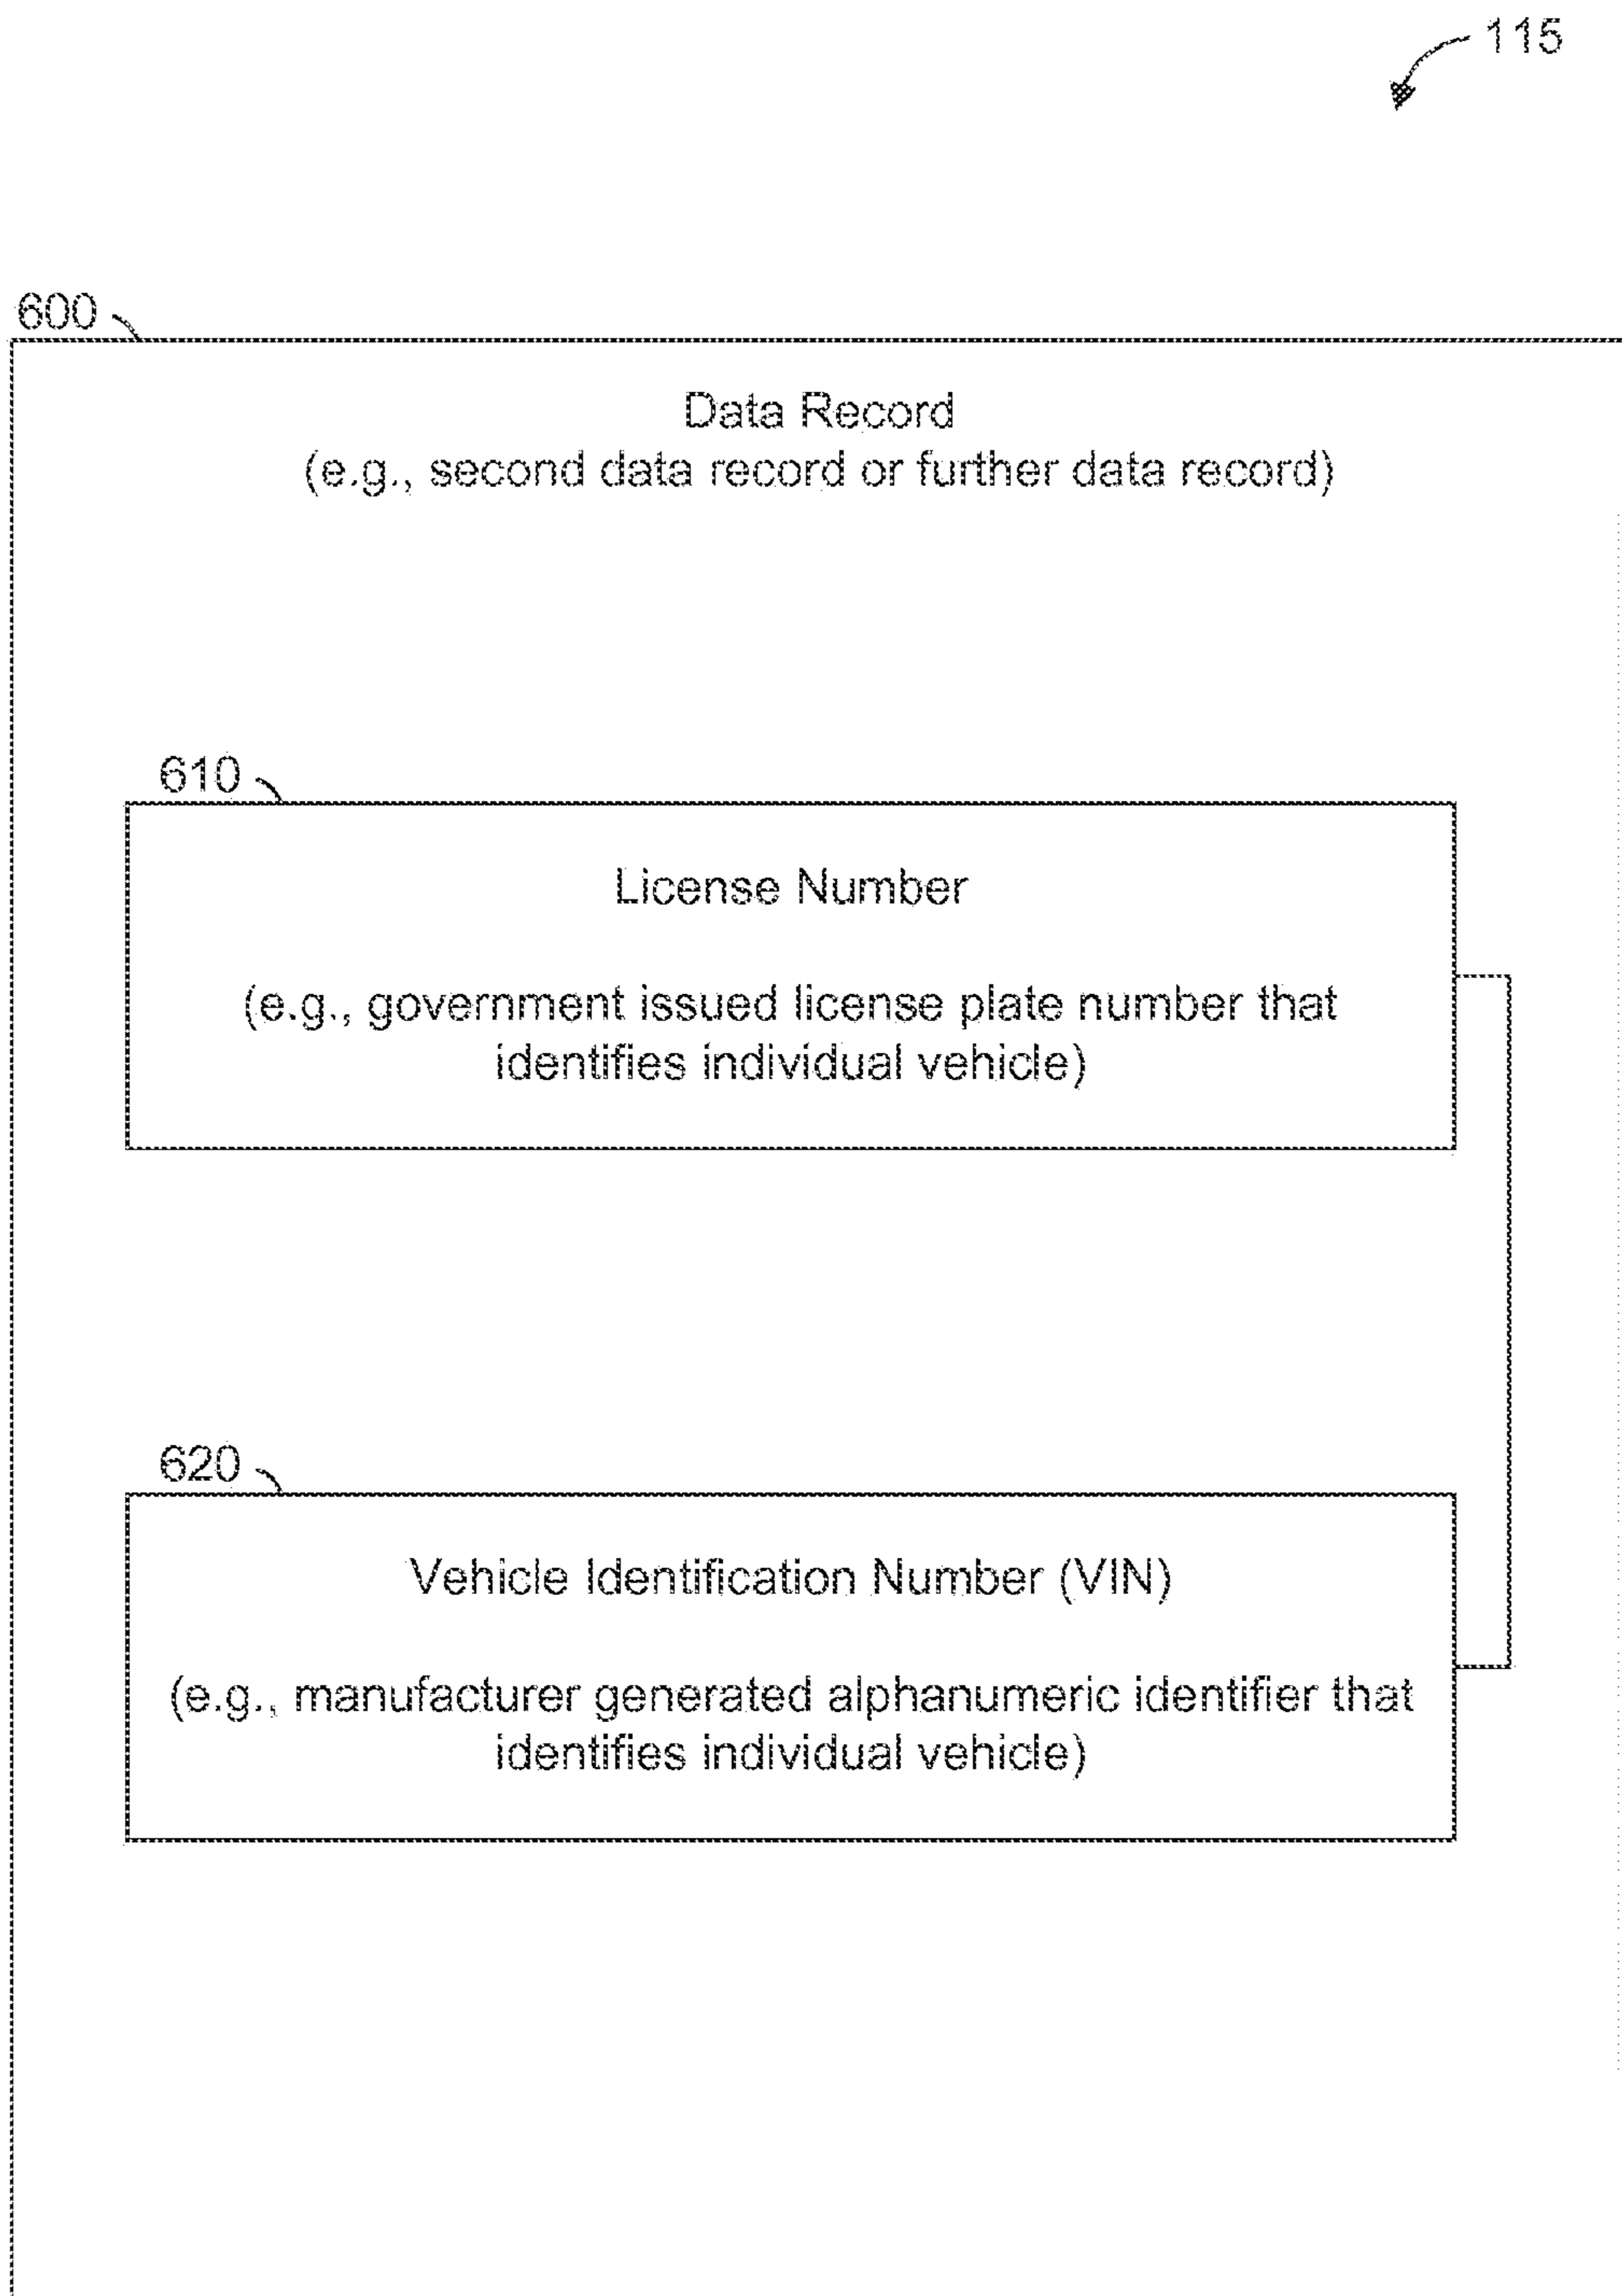 115
600
Data Record
(e.g., second data record or further data record)
610
License Number
(e.g., government issued license plate number that
identifies individual vehicle)
620
Vehicle Identification Number (VIN)
(e.g., manufacturer generated alphanumeric identifier that
identifies individual vehicle)